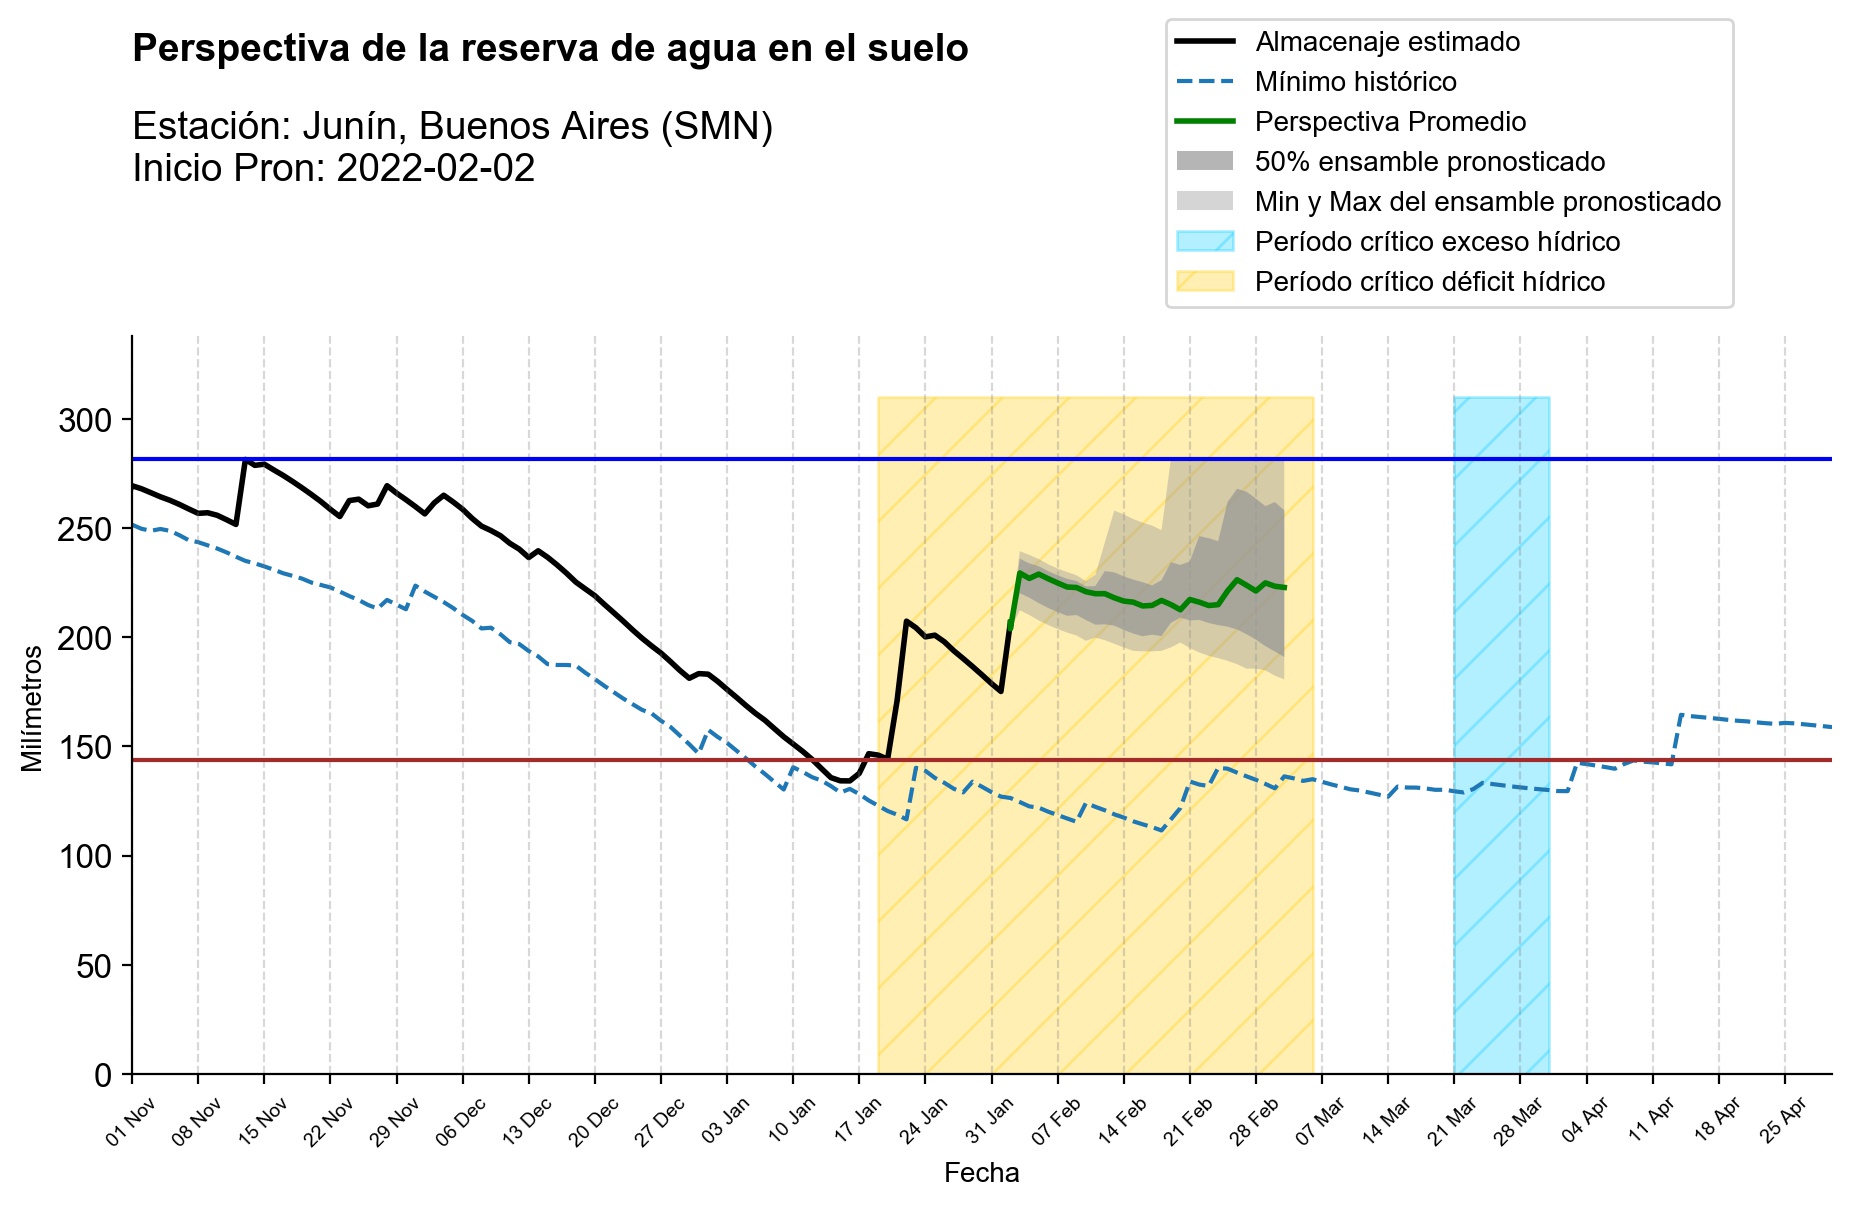 Perspectiva de la reserva de agua en el suelo
Estación: Junín, Buenos Aires (SMN)
Inicio Pron: 2022-02-02
Almacenaje estimado
Mínimo histórico
Perspectiva Promedio
50% ensamble pronosticado
Min y Max del ensamble pronosticado
Período crítico exceso hídrico
Período crítico déficit hídrico
Milímetros
300
250
200
150
100
50
0
01 Nov
08 Nov
15 Nov
22 Nov
29 Nov
06 Dec
13 Dec
20 Dec
27 Dec
03 Jan
10 Jan
17 Jan
24 Jan
31 Jan
07 Feb
14 Feb
21 Feb
28 Feb
07 Mar
14 Mar
21 Mar
28 Mar
04 Apr
11 Apr
18 Apr
25 Apr
Fecha